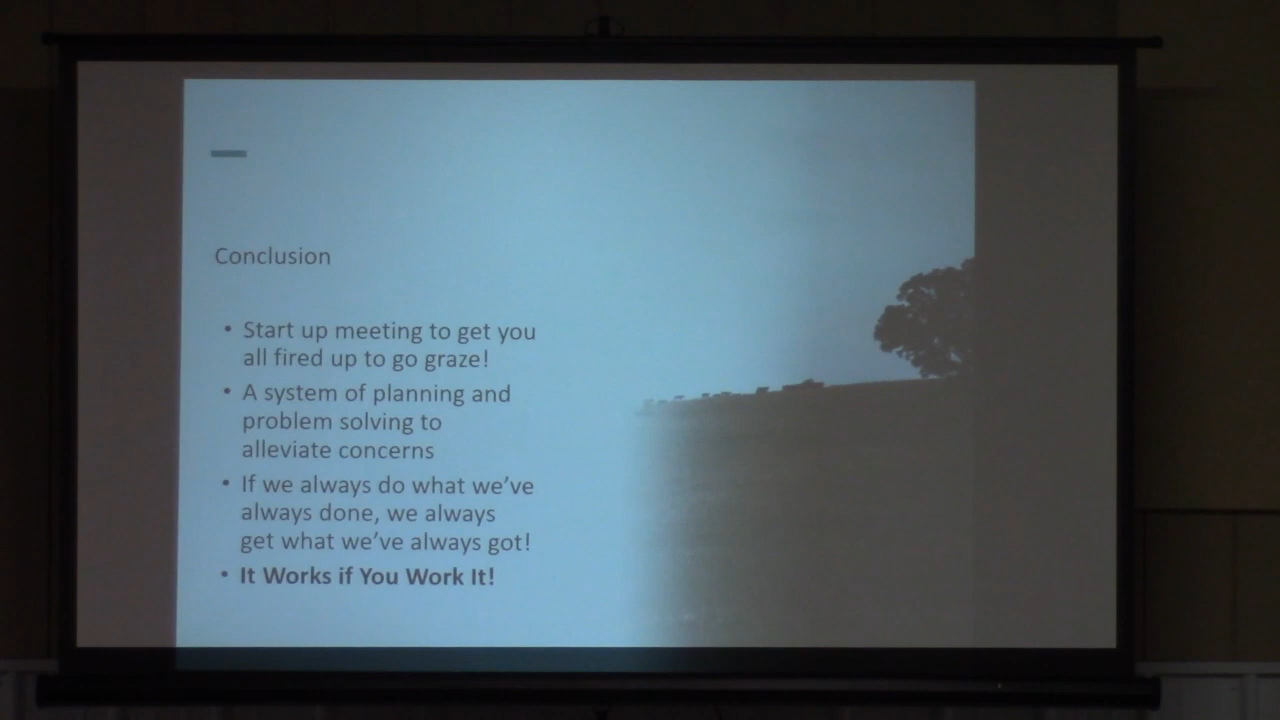 Conclusion
• Start up meeting to get you
all fired up to go graze!
• A system of planning and
problem solving to
alleviate concerns
• If we always do what we've
always done, we always
get what we've always got!
• It Works if You Work It!